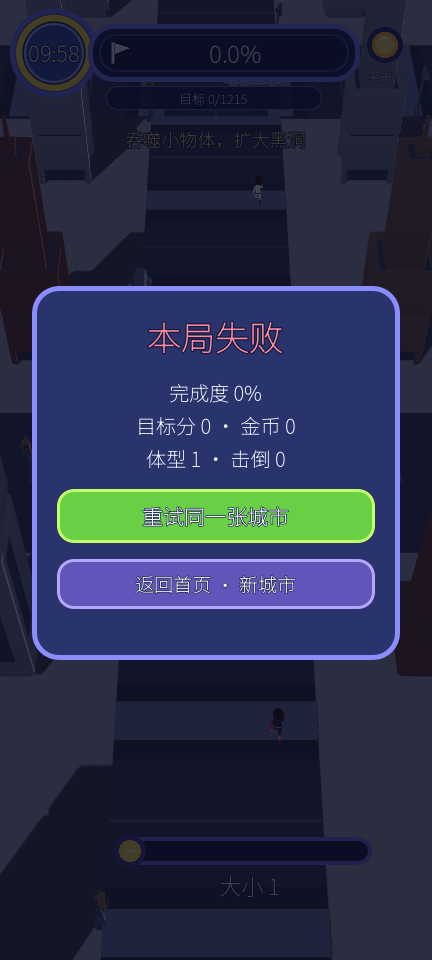 09:58
0.0%
目标 0/1215
吞噬小物体，扩大黑洞
本局失败
完成度 0%
目标分 0 · 金币 0
体型 1 · 击倒 0
重试同一张城市
返回首页 · 新城市
大小 1